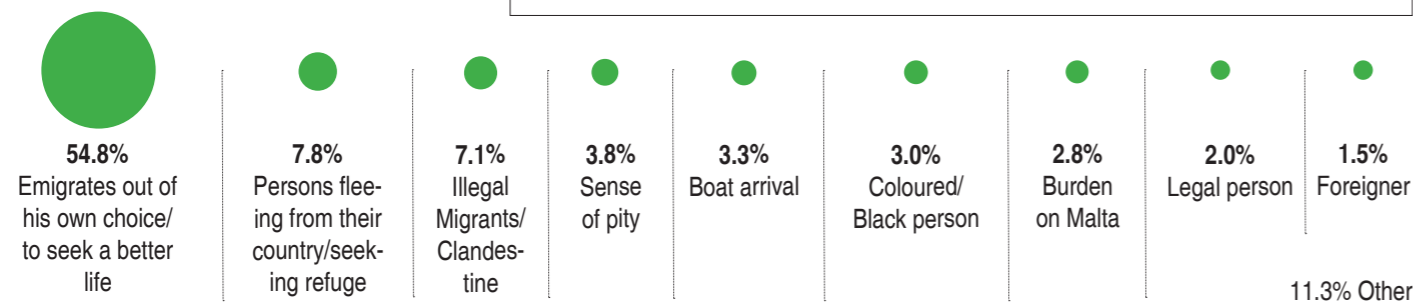 54.8%
Emigrates out of
his own choice/
to seek a better
life
7.8%
Persons flee-
ing from their
country/seek-
ing refuge
7.1%
Illegal
Migrants/
Clandes-
tine
3.8%
Sense
of pity
3.3%
Boat arrival
3.0%
Coloured/
Black person
2.8%
Burden
on Malta
2.0%
Legal person
1.5%
Foreigner
11.3% Other